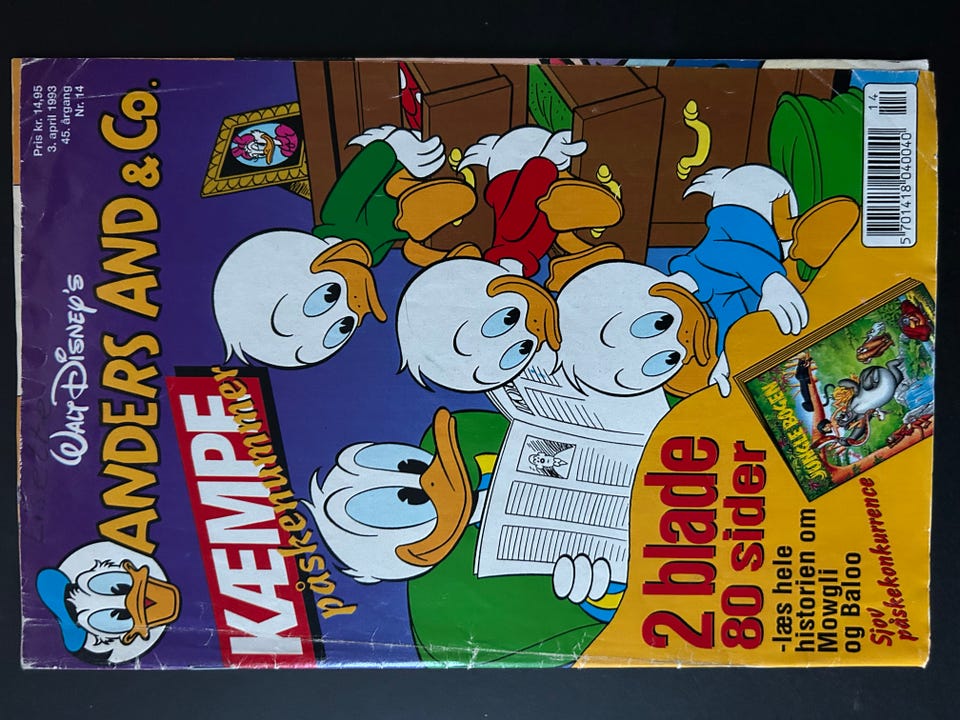 Pris kr. 14,95
3. april 1993
45. årgang
Nr. 14
WALT DISNEY'S
ANDERS AND & Co.
KÆMPE
påskenummer
2 blade
80 sider
-læs hele
historien om
Mowgli
og Baloo
Sjov
påskekonkurrence
JUNGLE BOGEN
14
5 701418 040040